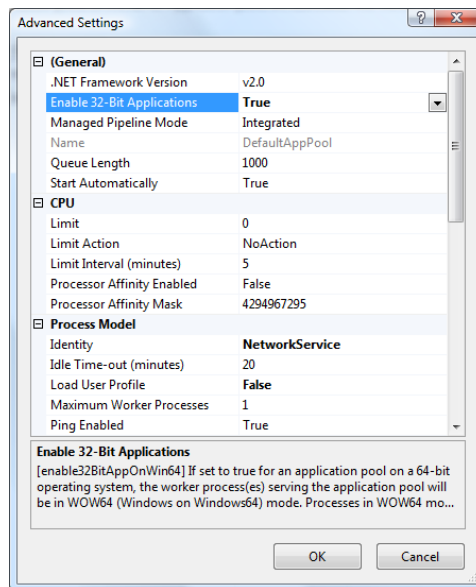 Advanced Settings
(General)
.NET Framework Version v2.0
Enable 32-Bit Applications True
Managed Pipeline Mode Integrated
Name DefaultAppPool
Queue Length 1000
Start Automatically True
CPU
Limit 0
Limit Action NoAction
Limit Interval (minutes) 5
Processor Affinity Enabled False
Processor Affinity Mask 4294967295
Process Model
Identity NetworkService
Idle Time-out (minutes) 20
Load User Profile False
Maximum Worker Processes 1
Ping Enabled True
Enable 32-Bit Applications
[enable32BitAppOnWin64] If set to true for an application pool on a 64-bit
operating system, the worker process(es) serving the application pool will
be in WOW64 (Windows on Windows64) mode. Processes in WOW64 mo...
OK Cancel